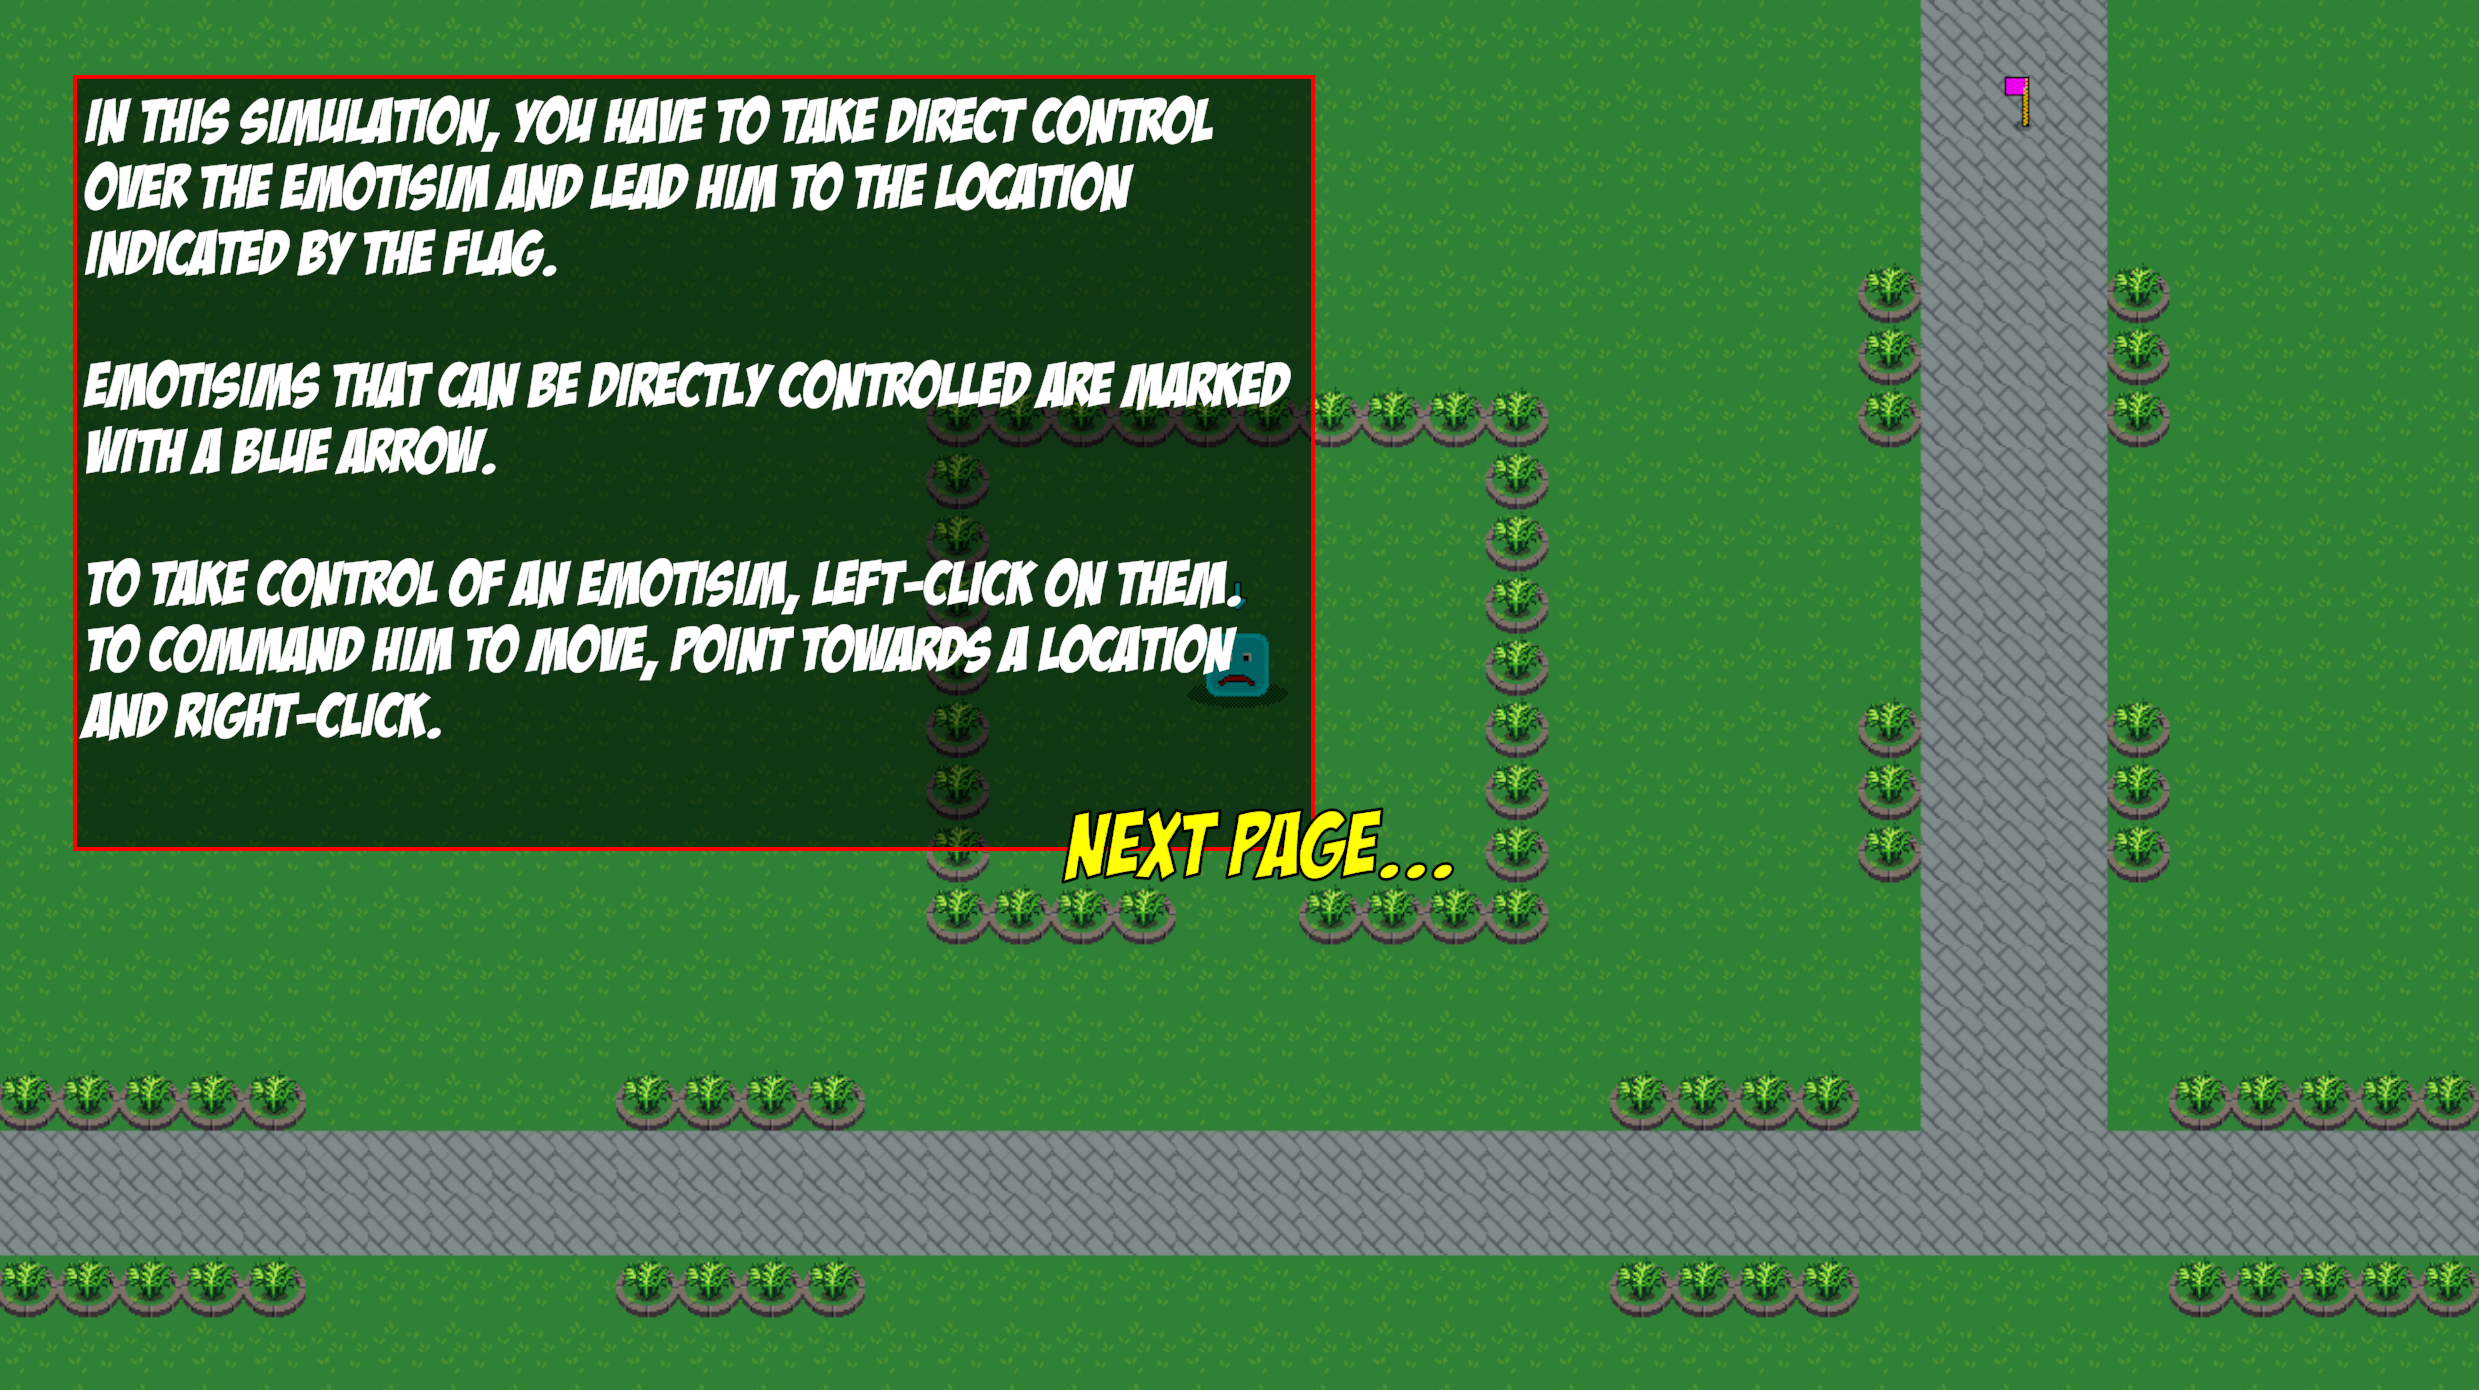 IN THIS SIMULATION, YOU HAVE TO TAKE DIRECT CONTROL
OVER THE EMOTISIM AND LEAD HIM TO THE LOCATION
INDICATED BY THE FLAG.
EMOTISIMS THAT CAN BE DIRECTLY CONTROLLED ARE MARKED
WITH A BLUE ARROW.
TO TAKE CONTROL OF AN EMOTISIM, LEFT-CLICK ON THEM.
TO COMMAND HIM TO MOVE, POINT TOWARDS A LOCATION
AND RIGHT-CLICK.
NEXT PAGE...